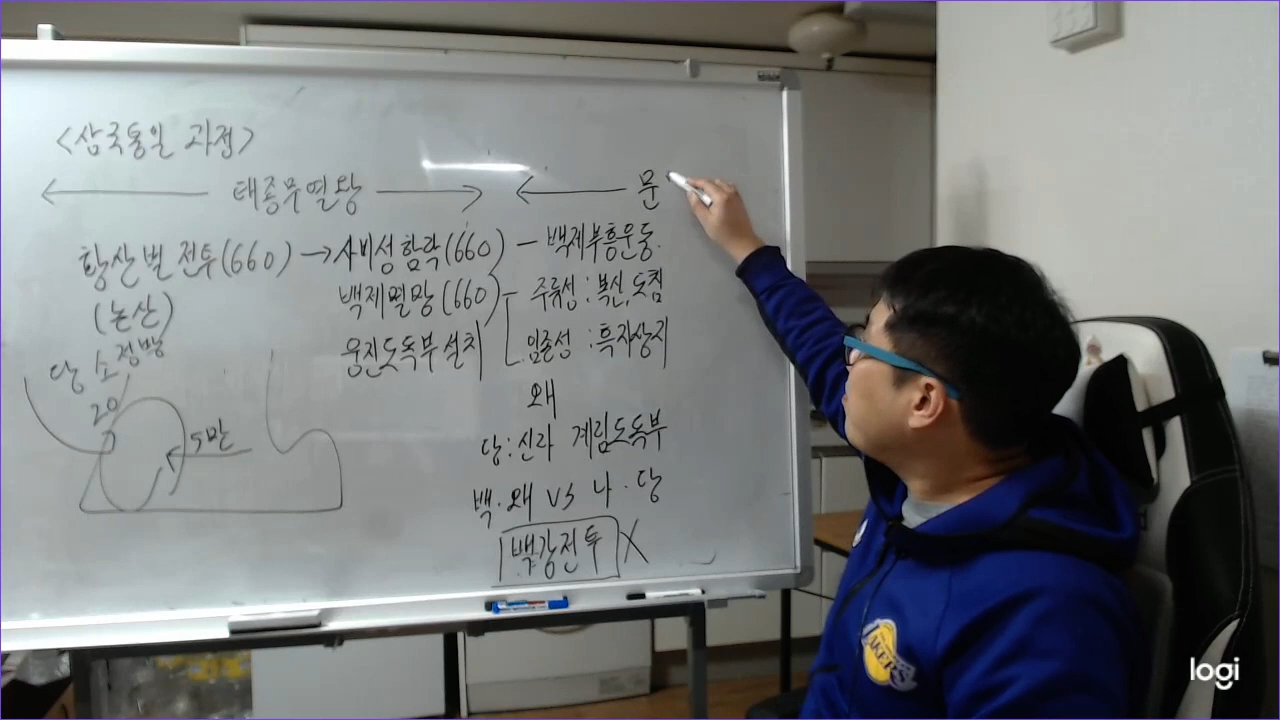 <삼국통일 과정>
태종무열왕
문
황산벌 전투(660) → 사비성 함락(660) - 백제부흥운동.
(논산)
백제멸망(660)
주류성 : 복신, 도침
웅진도독부 설치
임존성 : 흑치상지
당 소정방
20
5만
왜
당 : 신라 계림도독부
백·왜 VS 나·당
백강전투 X
LAKERS
logi